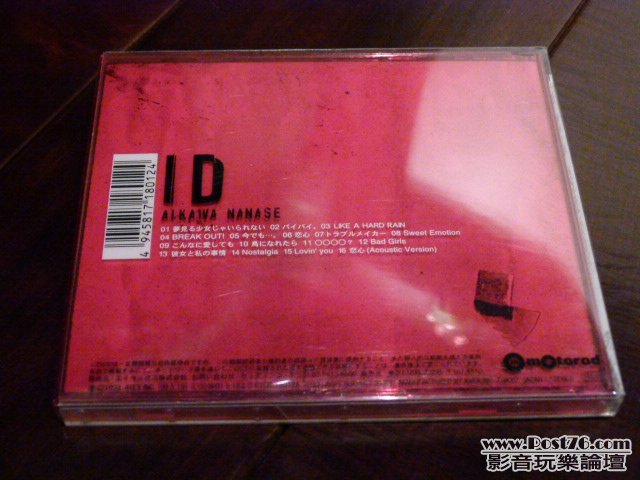 ID
AIKAWA NANASE
01 夢見る少女じゃいられない 02 バイバイ。 03 LIKE A HARD RAIN
04 BREAK OUT! 05 今でも…。 06 恋心 07 トラブルメイカー 08 Sweet Emotion
09 こんなに愛しても 10 鳥になれたら 11 ○○○○? 12 Bad Girls
13 彼女と私の事情 14 Nostalgia 15 Lovin' you 16 恋心 (Acoustic Version)
4 945817 180124
motorod
www.Post76.com
影音玩樂論壇